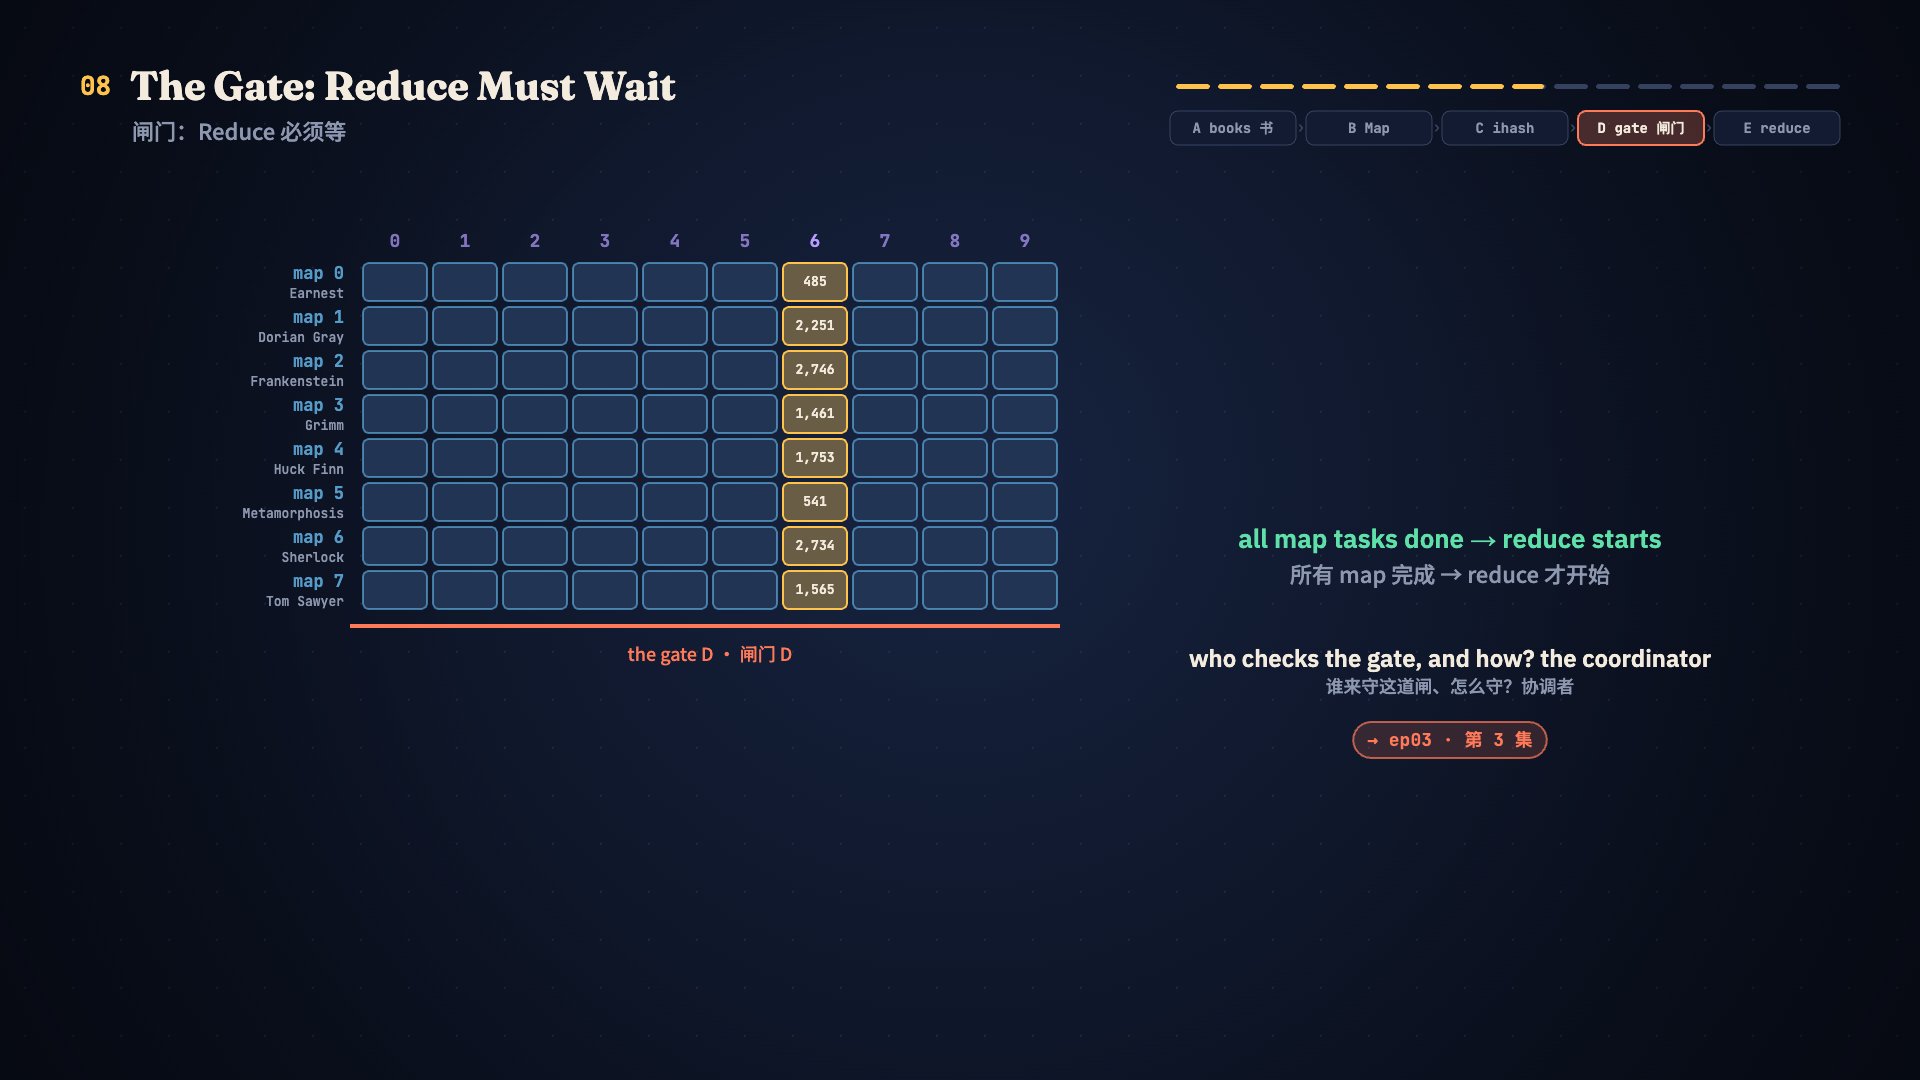 08 The Gate: Reduce Must Wait
闸门：Reduce 必须等
A books 书 › B Map › C ihash › D gate 闸门 › E reduce
0 1 2 3 4 5 6 7 8 9
map 0 485
Earnest
map 1 2,251
Dorian Gray
map 2 2,746
Frankenstein
map 3 1,461
Grimm
map 4 1,753
Huck Finn
map 5 541
Metamorphosis
map 6 2,734
Sherlock
map 7 1,565
Tom Sawyer
the gate D · 闸门 D
all map tasks done → reduce starts
所有 map 完成 → reduce 才开始
who checks the gate, and how? the coordinator
谁来守这道闸、怎么守？协调者
→ ep03 · 第 3 集